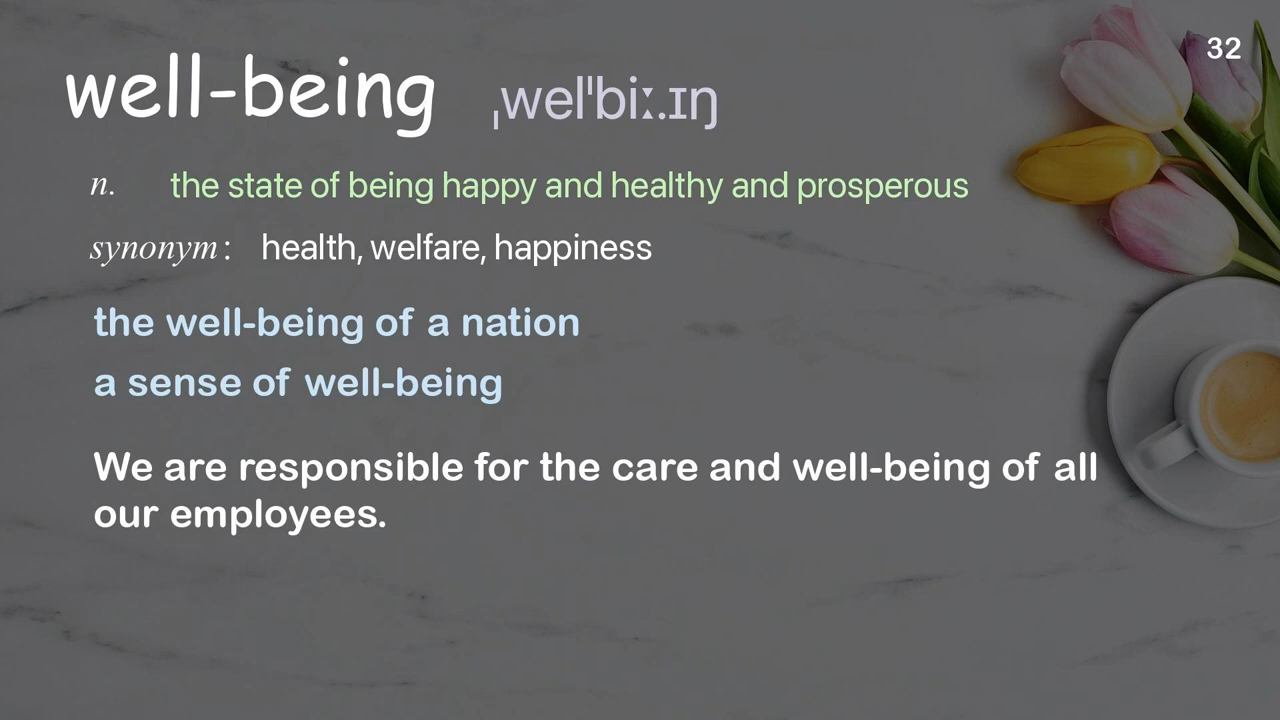 32
well-being ˌwelˈbiː.ɪŋ
n. the state of being happy and healthy and prosperous
synonym: health, welfare, happiness
the well-being of a nation
a sense of well-being
We are responsible for the care and well-being of all
our employees.